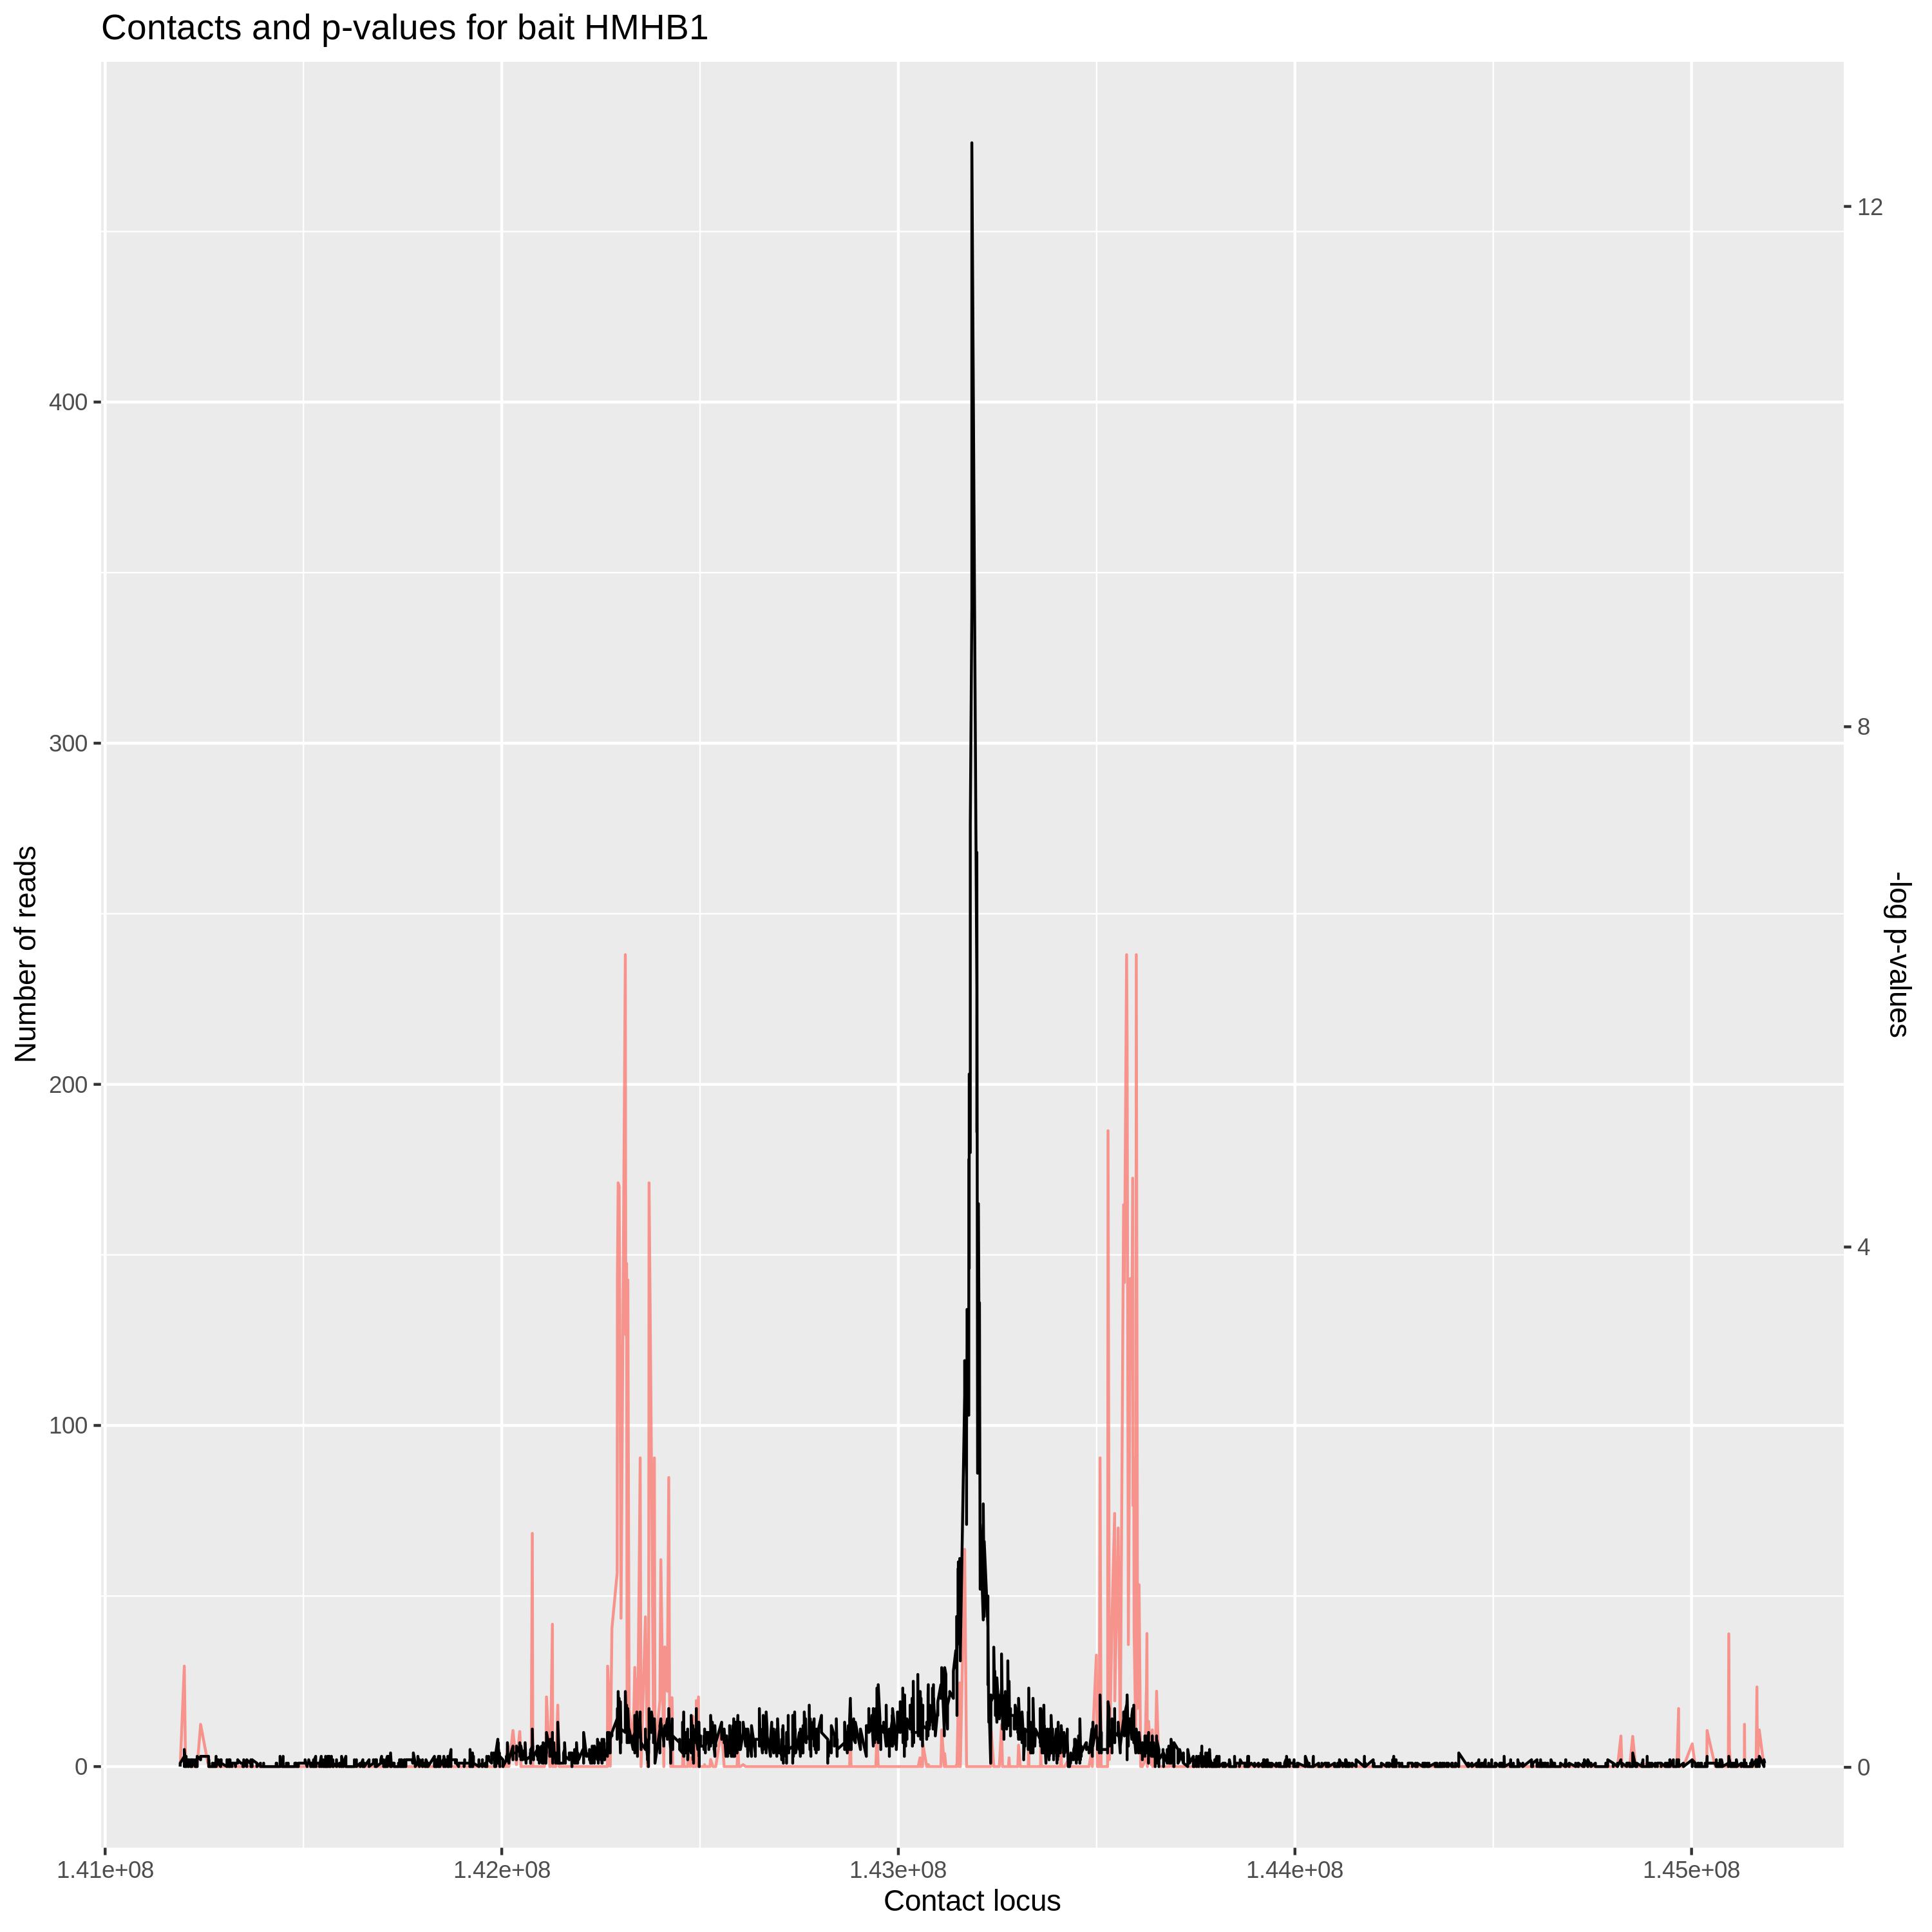 Contacts and p-values for bait HMHB1
12
400
300
8
Number of reads
-log p-values
200
4
100
0
0
1.41e+08 1.42e+08 1.43e+08 1.44e+08 1.45e+08
Contact locus